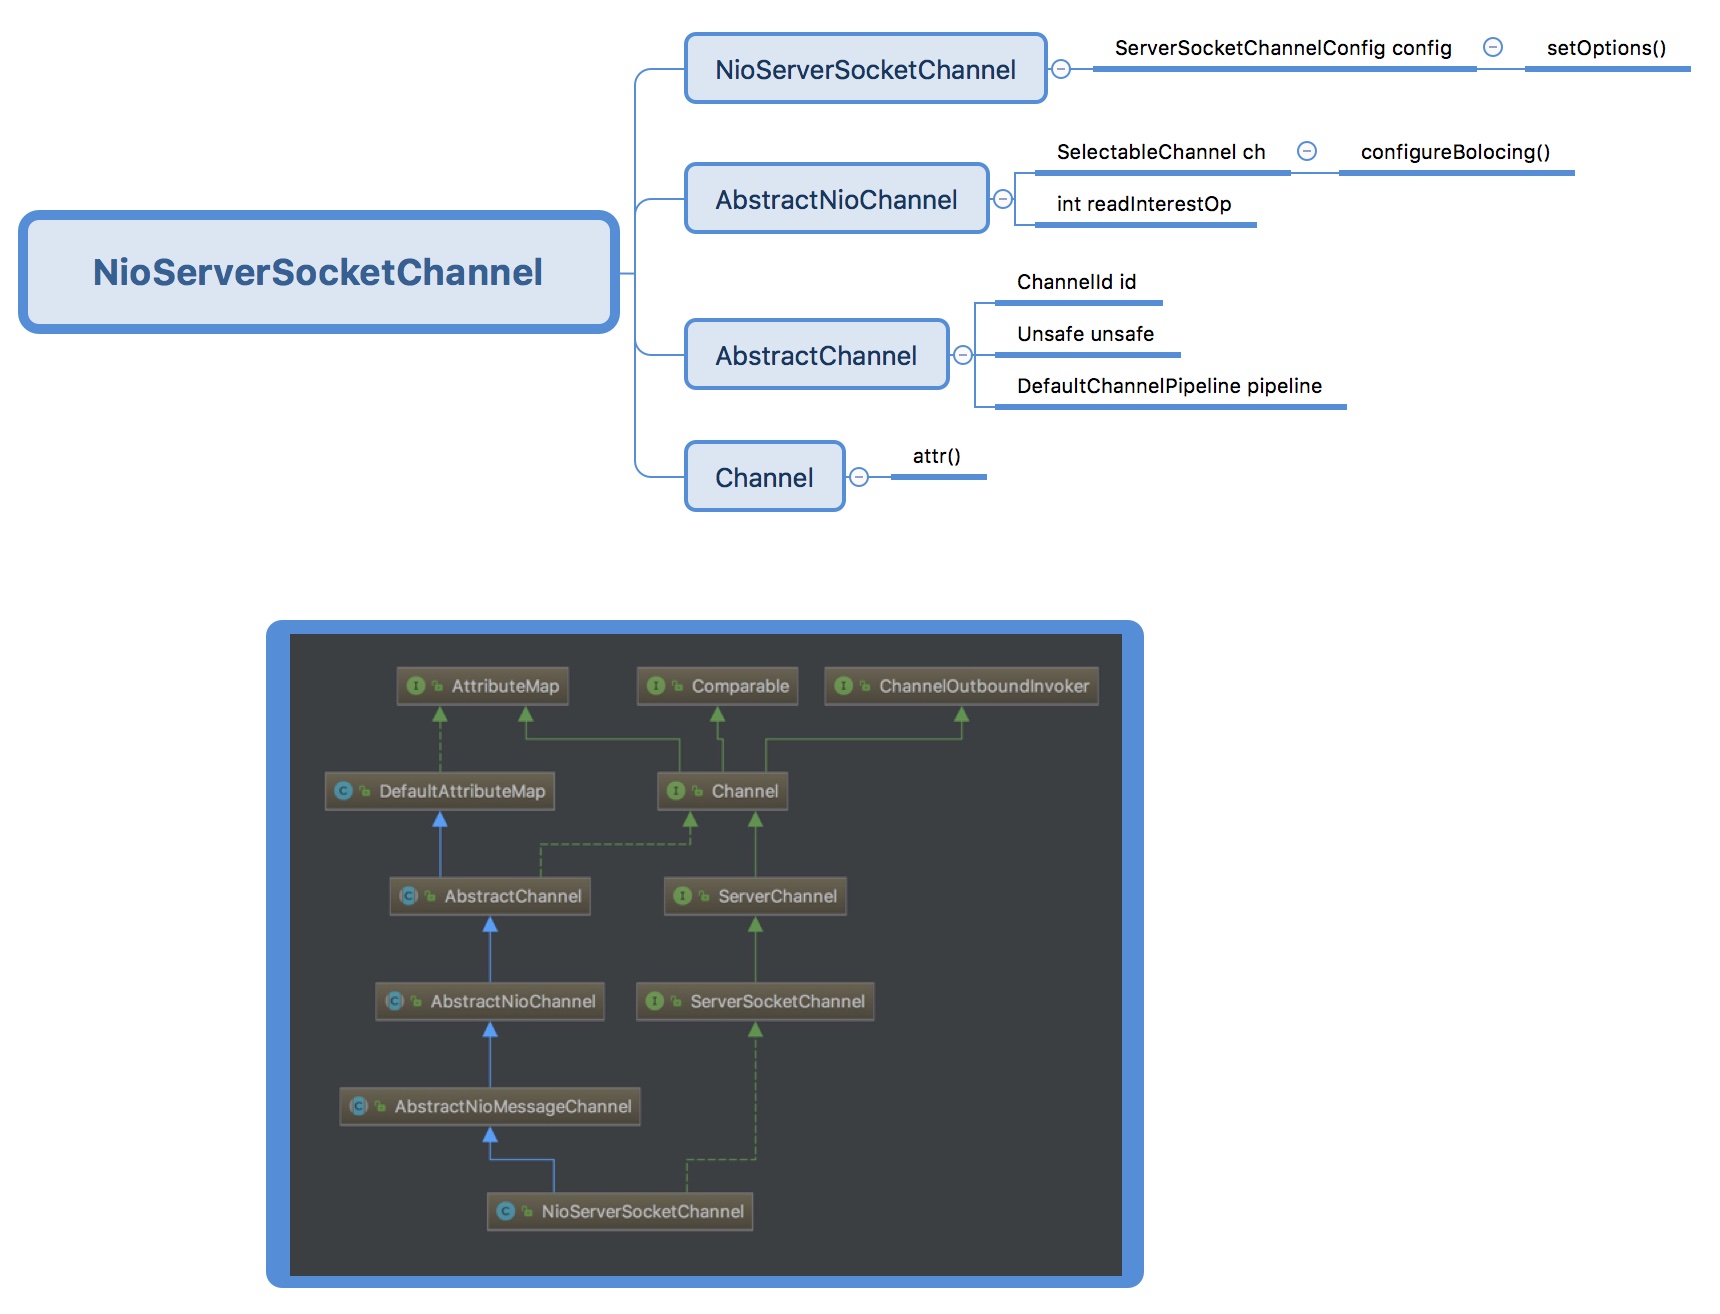 NioServerSocketChannel
NioServerSocketChannel
ServerSocketChannelConfig config
setOptions()
AbstractNioChannel
SelectableChannel ch
configureBolocing()
int readInterestOp
AbstractChannel
ChannelId id
Unsafe unsafe
DefaultChannelPipeline pipeline
Channel
attr()
I AttributeMap
I Comparable
I ChannelOutboundInvoker
C DefaultAttributeMap
I Channel
C AbstractChannel
I ServerChannel
C AbstractNioChannel
I ServerSocketChannel
C AbstractNioMessageChannel
C NioServerSocketChannel